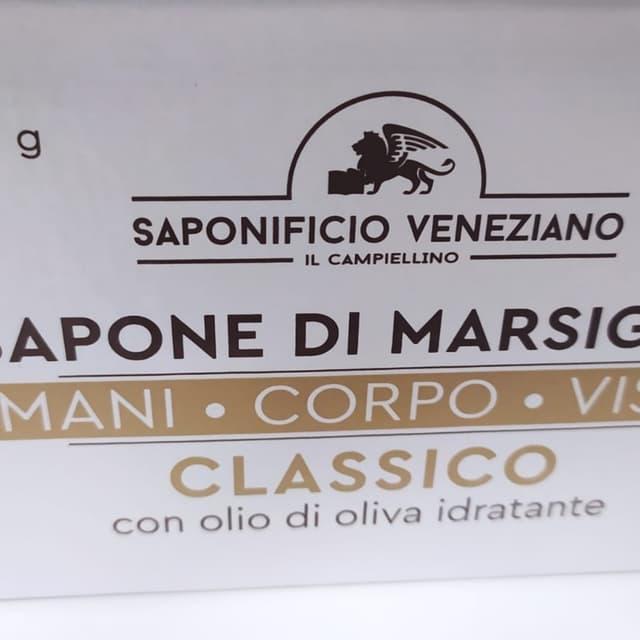 g
SAPONIFICIO VENEZIANO
IL CAMPIELLINO
SAPONE DI MARSIG
MANI • CORPO • VIS
CLASSICO
con olio di oliva idratante